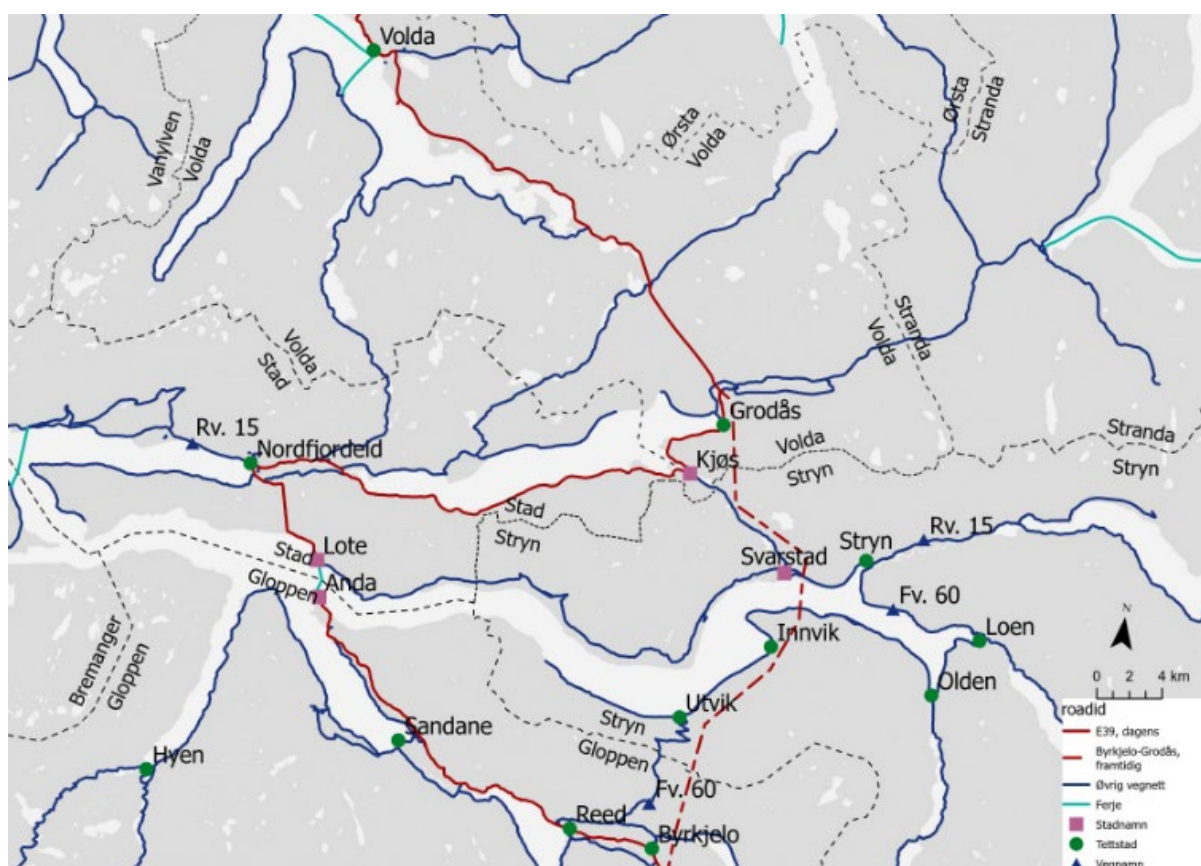 Volda
Vanylven
Volda
Ørsta
Volda
Ørsta
Stranda
Volda
Stad
Stranda
Volda
Grodås
Rv. 15
Nordfjordeid
Kjøs
Volda
Stryn
Stranda
Stryn
Stad
Stryn
Rv. 15
Lote
Stad
Anda
Gloppen
Svarstad
Stryn
Fv. 60
Innvik
Loen
N
Olden
0 2 4 km
Bremanger
Gloppen
Utvik
Stryn
Gloppen
Sandane
Hyen
Fv. 60
Reed
Byrkjelo
roadid
E39, dagens
Byrkjelo-Grodås,
framtidig
Øvrig vegnett
Ferje
Stadnamn
Tettstad
Vegnamn